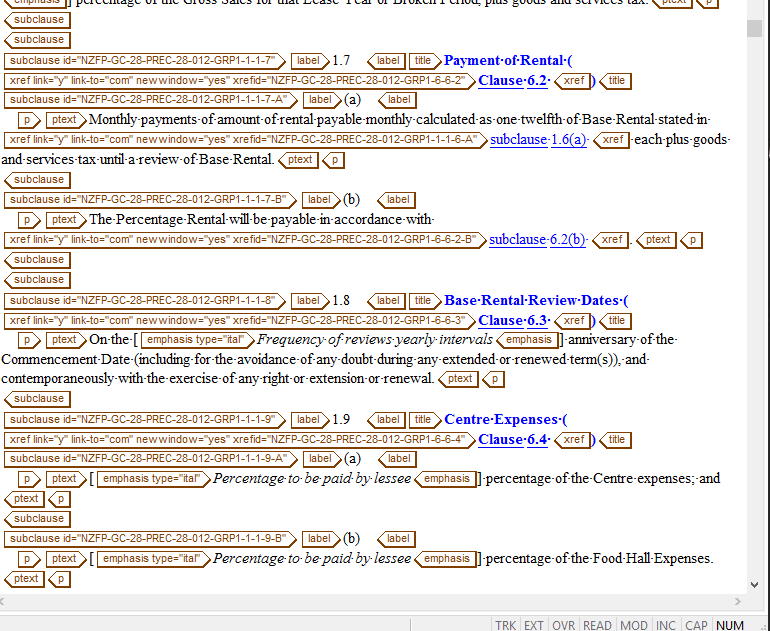 emphasis ] percentage of the Gross Sales for that Lease Year or Broken Period, plus goods and services tax. ptext p
subclause
subclause
subclause id="NZFP-GC-28-PREC-28-012-GRP1-1-1-7" label 1.7 label title Payment·of·Rental·(
xref link="y" link-to="com" newwindow="yes" xrefid="NZFP-GC-28-PREC-28-012-GRP1-6-6-2" Clause·6.2· xref ) title
subclause id="NZFP-GC-28-PREC-28-012-GRP1-1-1-7-A" label (a) label
p ptext Monthly·payments·of·amount·of·rental·payable·monthly·calculated·as·one·twelfth·of·Base·Rental·stated·in·
xref link="y" link-to="com" newwindow="yes" xrefid="NZFP-GC-28-PREC-28-012-GRP1-1-1-6-A" subclause·1.6(a)· xref ·each·plus·goods·
and·services·tax·until·a·review·of·Base·Rental. ptext p
subclause
subclause id="NZFP-GC-28-PREC-28-012-GRP1-1-1-7-B" label (b) label
p ptext The·Percentage·Rental·will·be·payable·in·accordance·with·
xref link="y" link-to="com" newwindow="yes" xrefid="NZFP-GC-28-PREC-28-012-GRP1-6-6-2-B" subclause·6.2(b)· xref . ptext p
subclause
subclause
subclause id="NZFP-GC-28-PREC-28-012-GRP1-1-1-8" label 1.8 label title Base·Rental·Review·Dates·(
xref link="y" link-to="com" newwindow="yes" xrefid="NZFP-GC-28-PREC-28-012-GRP1-6-6-3" Clause·6.3· xref ) title
p ptext On·the·[ emphasis type="ital" Frequency·of·reviews·yearly·intervals emphasis ]·anniversary·of·the·
Commencement·Date·(including·for·the·avoidance·of·any·doubt·during·any·extended·or·renewed·term(s)),·and·
contemporaneously·with·the·exercise·of·any·right·or·extension·or·renewal. ptext p
subclause
subclause id="NZFP-GC-28-PREC-28-012-GRP1-1-1-9" label 1.9 label title Centre·Expenses·(
xref link="y" link-to="com" newwindow="yes" xrefid="NZFP-GC-28-PREC-28-012-GRP1-6-6-4" Clause·6.4· xref ) title
subclause id="NZFP-GC-28-PREC-28-012-GRP1-1-1-9-A" label (a) label
p ptext [ emphasis type="ital" Percentage·to·be·paid·by·lessee emphasis ]·percentage·of·the·Centre·expenses;·and
ptext p
subclause
subclause id="NZFP-GC-28-PREC-28-012-GRP1-1-1-9-B" label (b) label
p ptext [ emphasis type="ital" Percentage·to·be·paid·by·lessee emphasis ]·percentage·of·the·Food·Hall·Expenses.
ptext p
TRK EXT OVR READ MOD INC CAP NUM